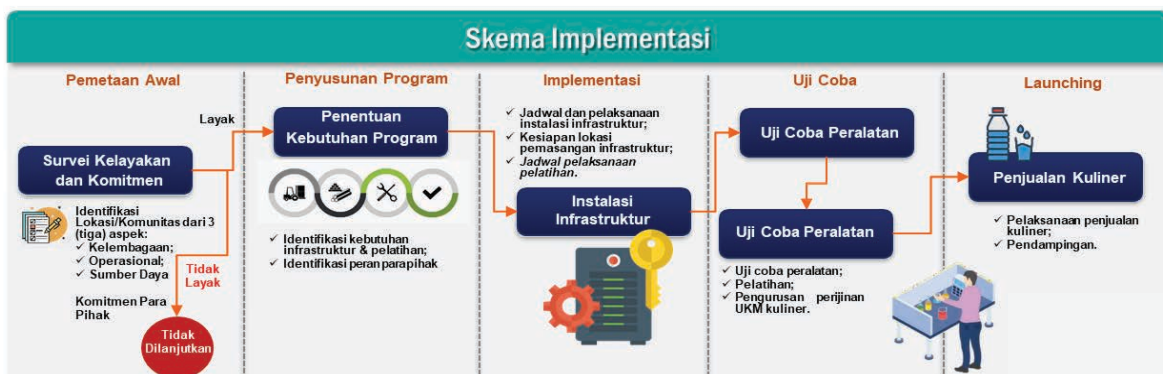 Skema Implementasi
Pemetaan Awal
Layak
Survei Kelayakan
dan Komitmen
Identifikasi
Lokasi/Komunitas dari 3
(tiga) aspek:
✓ Kelembagaan;
✓ Operasional;
✓ Sumber Daya
Tidak
Layak
Komitmen Para
Pihak
Tidak
Dilanjutkan
Penyusunan Program
Penentuan
Kebutuhan Program
✓ Identifikasi kebutuhan
infrastruktur & pelatihan;
✓ Identifikasi peran parapihak
Implementasi
✓ Jadwal dan pelaksanaan
instalasi infrastruktur;
✓ Kesiapan lokasi
pemasangan infrastruktur;
✓ Jadwal pelaksanaan
pelatihan.
Instalasi
Infrastruktur
Uji Coba
Uji Coba Peralatan
Uji Coba Peralatan
✓ Uji coba peralatan;
✓ Pelatihan;
✓ Pengurusan perijinan
UKM kuliner.
Launching
Penjualan Kuliner
✓ Pelaksanaan penjualan
kuliner;
✓ Pendampingan.